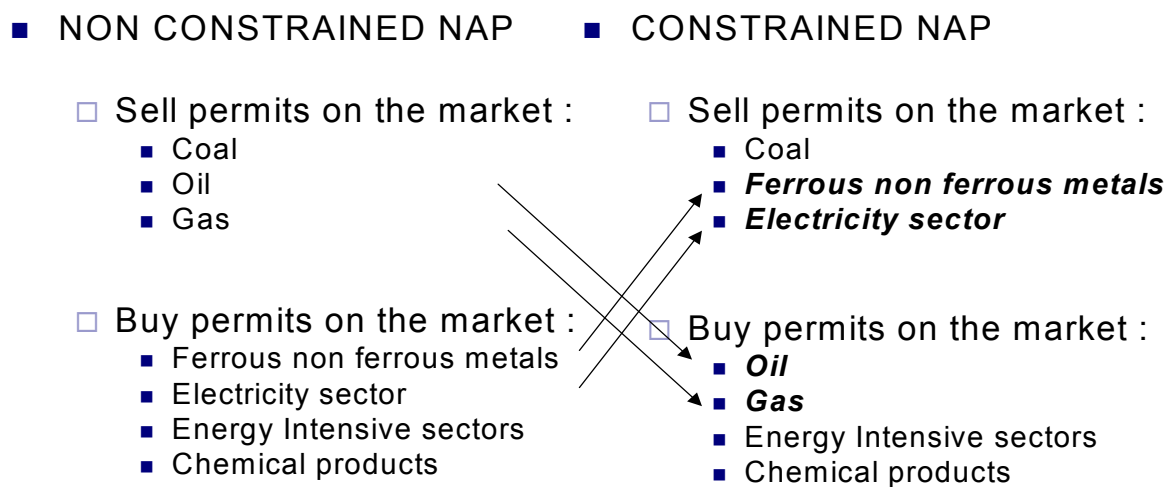 NON CONSTRAINED NAP
Sell permits on the market :
Coal
Oil
Gas
Buy permits on the market :
Ferrous non ferrous metals
Electricity sector
Energy Intensive sectors
Chemical products
CONSTRAINED NAP
Sell permits on the market :
Coal
Ferrous non ferrous metals
Electricity sector
Buy permits on the market :
Oil
Gas
Energy Intensive sectors
Chemical products